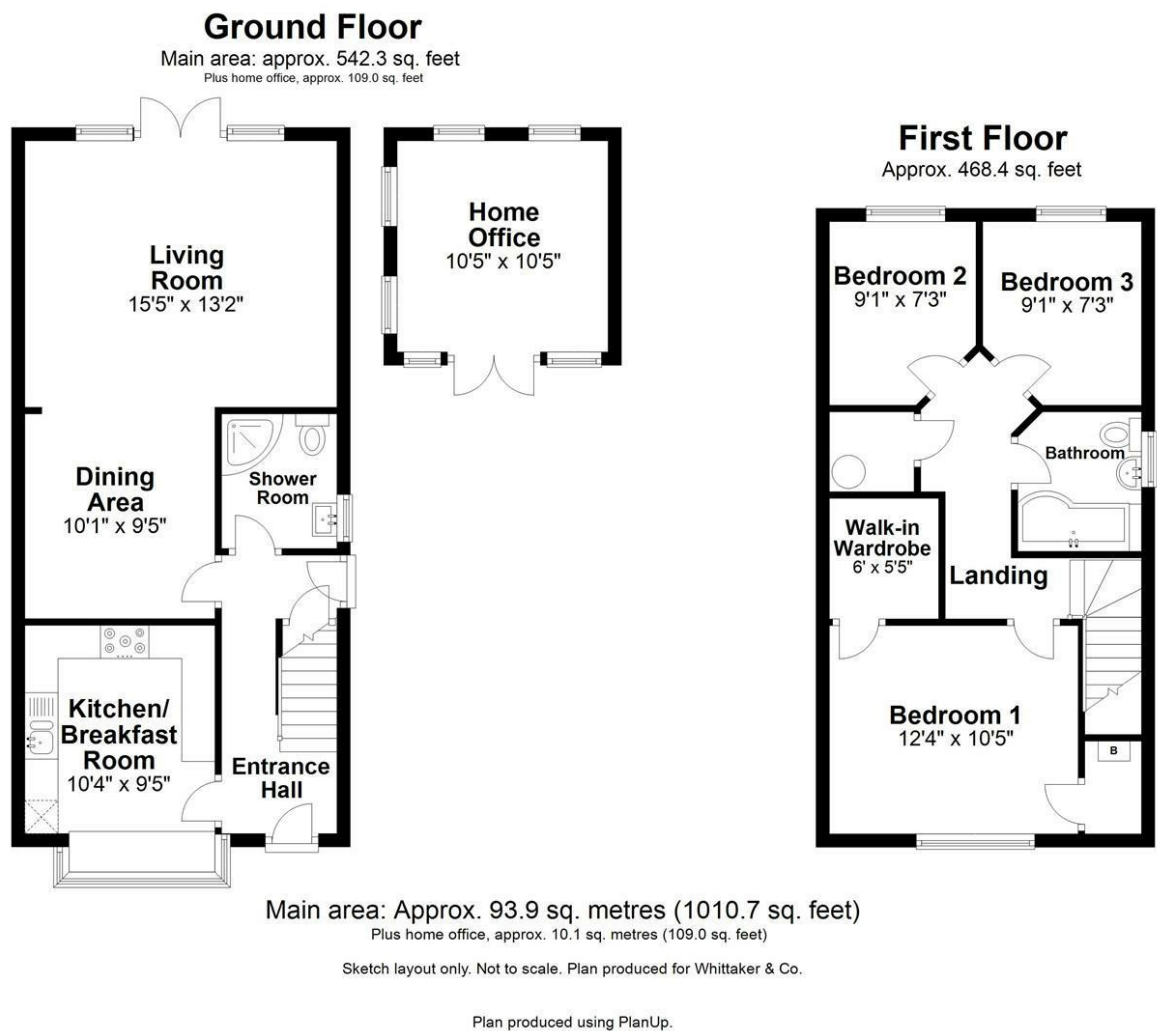 Ground Floor
Main area: approx. 542.3 sq. feet
Plus home office, approx. 109.0 sq. feet
Living
Room
15'5" x 13'2"
Home
Office
10'5" x 10'5"
Dining
Area
10'1" x 9'5"
Shower
Room
Kitchen/
Breakfast
Room
10'4" x 9'5"
Entrance
Hall
First Floor
Approx. 468.4 sq. feet
Bedroom 2
9'1" x 7'3"
Bedroom 3
9'1" x 7'3"
Bathroom
Walk-in
Wardrobe
6' x 5'5"
Landing
Bedroom 1
12'4" x 10'5"
B
Main area: Approx. 93.9 sq. metres (1010.7 sq. feet)
Plus home office, approx. 10.1 sq. metres (109.0 sq. feet)
Sketch layout only. Not to scale. Plan produced for Whittaker & Co.
Plan produced using PlanUp.